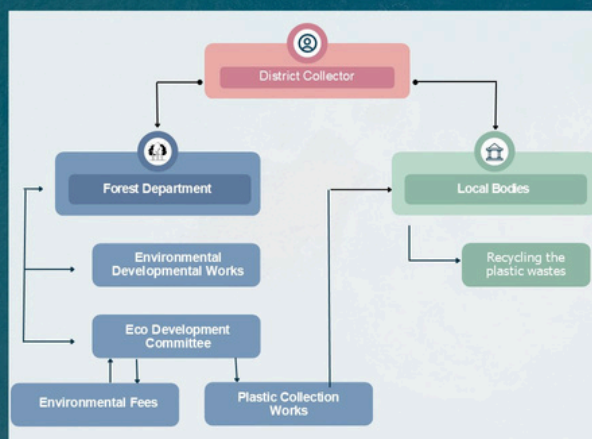 District Collector
Forest Department
Local Bodies
Environmental
Developmental Works
Recycling the
plastic wastes
Eco Development
Committee
Environmental Fees
Plastic Collection
Works